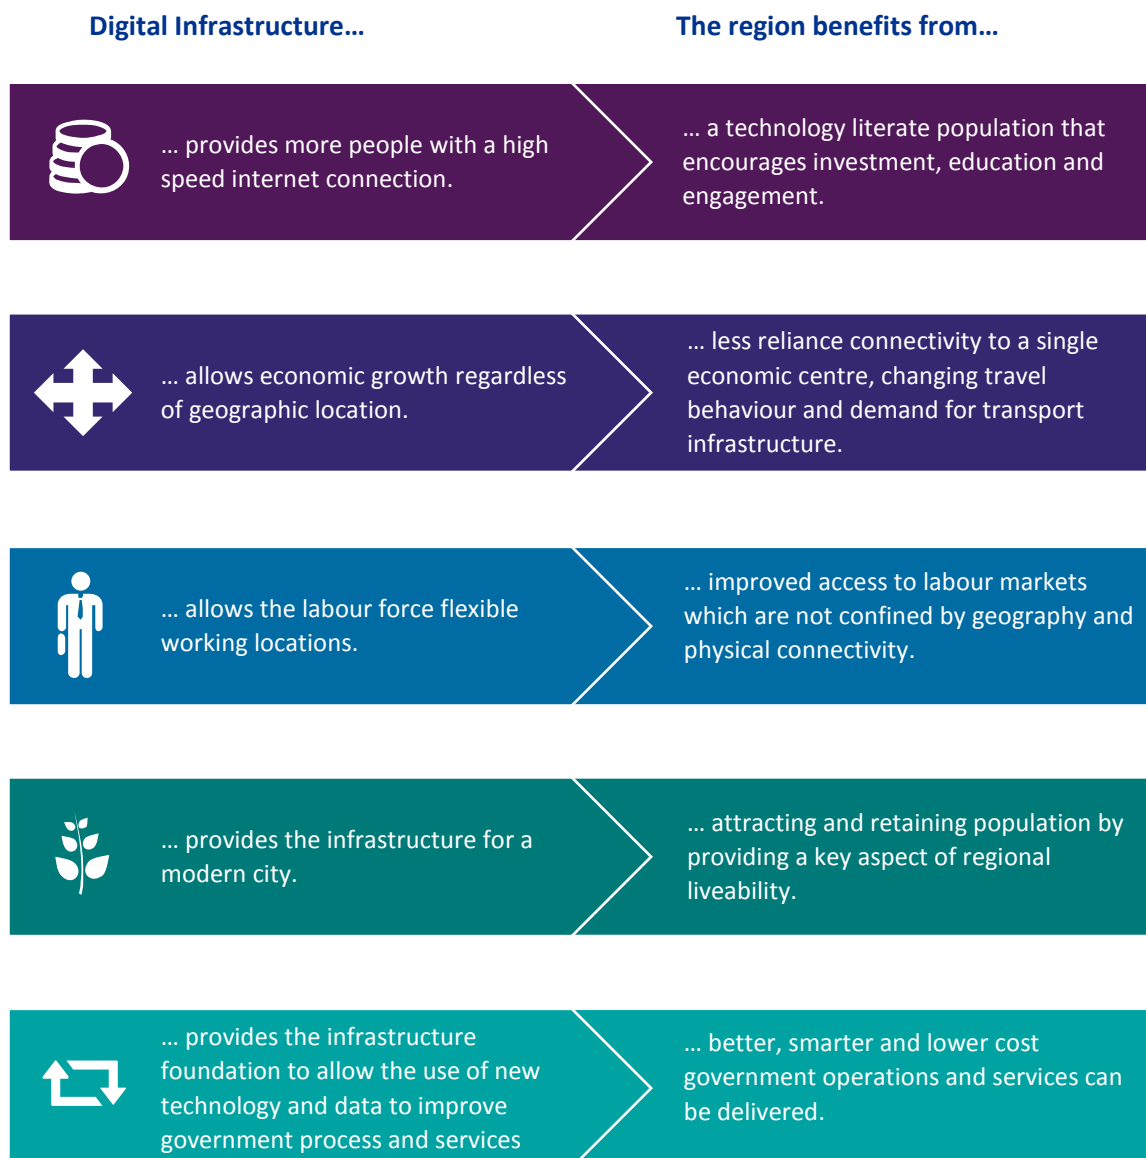 Digital Infrastructure…
The region benefits from…
… provides more people with a high
speed internet connection.
… a technology literate population that
encourages investment, education and
engagement.
… allows economic growth regardless
of geographic location.
… less reliance connectivity to a single
economic centre, changing travel
behaviour and demand for transport
infrastructure.
… allows the labour force flexible
working locations.
… improved access to labour markets
which are not confined by geography and
physical connectivity.
… provides the infrastructure for a
modern city.
… attracting and retaining population by
providing a key aspect of regional
liveability.
… provides the infrastructure
foundation to allow the use of new
technology and data to improve
government process and services
… better, smarter and lower cost
government operations and services can
be delivered.